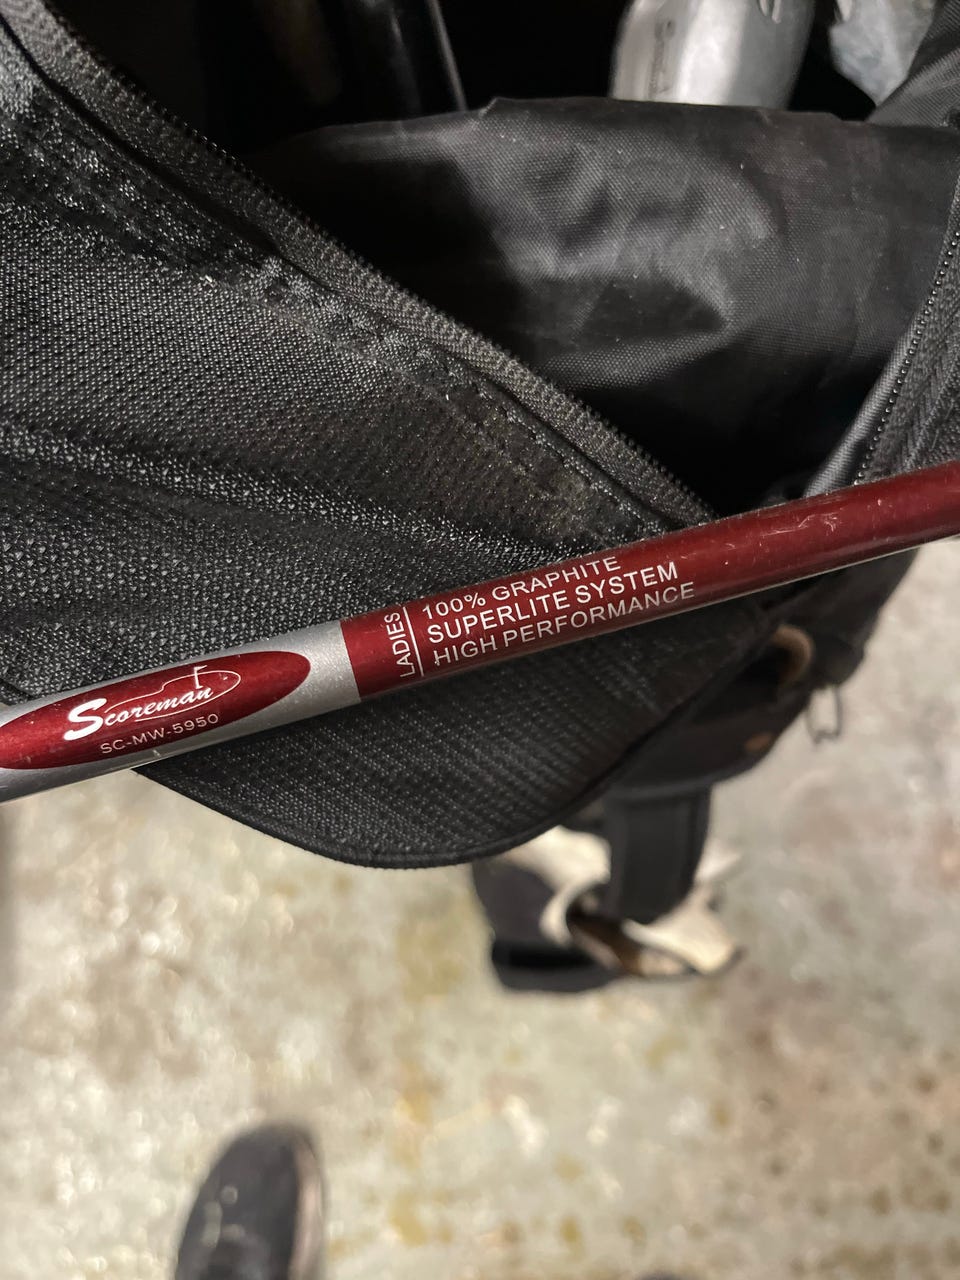 Scoreman
SC-MW-5950
LADIES
100% GRAPHITE
SUPERLITE SYSTEM
HIGH PERFORMANCE